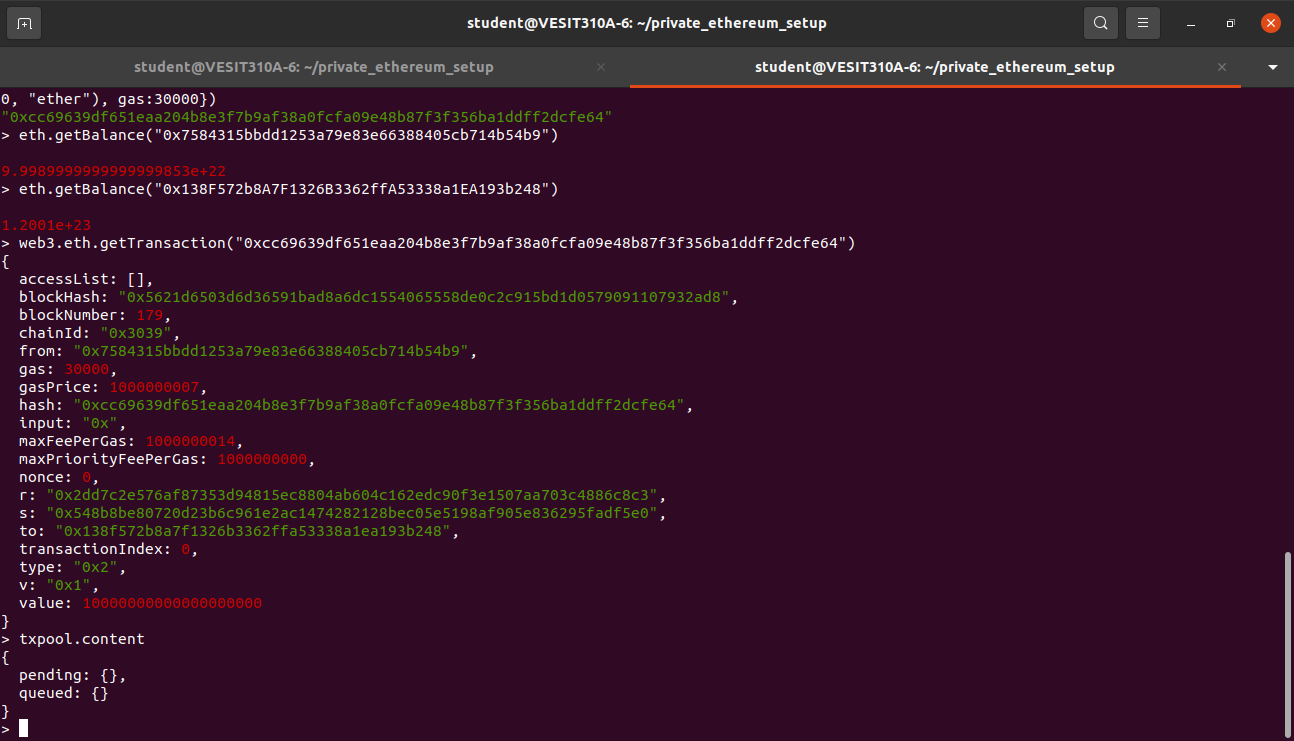 student@VESIT310A-6: ~/private_ethereum_setup
student@VESIT310A-6: ~/private_ethereum_setup
student@VESIT310A-6: ~/private_ethereum_setup
0, "ether"), gas:30000})
"0xcc69639df651eaa204b8e3f7b9af38a0fcfa09e48b87f3f356ba1ddff2dcfe64"
> eth.getBalance("0x7584315bbdd1253a79e83e66388405cb714b54b9")
9.9989999999999999853e+22
> eth.getBalance("0x138F572b8A7F1326B3362ffA53338a1EA193b248")
1.2001e+23
> web3.eth.getTransaction("0xcc69639df651eaa204b8e3f7b9af38a0fcfa09e48b87f3f356ba1ddff2dcfe64")
{
accessList: [],
blockHash: "0x5621d6503d6d36591bad8a6dc1554065558de0c2c915bd1d0579091107932ad8",
blockNumber: 179,
chainId: "0x3039",
from: "0x7584315bbdd1253a79e83e66388405cb714b54b9",
gas: 30000,
gasPrice: 1000000007,
hash: "0xcc69639df651eaa204b8e3f7b9af38a0fcfa09e48b87f3f356ba1ddff2dcfe64",
input: "0x",
maxFeePerGas: 1000000014,
maxPriorityFeePerGas: 1000000000,
nonce: 0,
r: "0x2dd7c2e576af87353d94815ec8804ab604c162edc90f3e1507aa703c4886c8c3",
s: "0x548b8be80720d23b6c961e2ac1474282128bec05e5198af905e836295fadf5e0",
to: "0x138f572b8a7f1326b3362ffa53338a1ea193b248",
transactionIndex: 0,
type: "0x2",
v: "0x1",
value: 10000000000000000000
}
> txpool.content
{
pending: {},
queued: {}
}
>